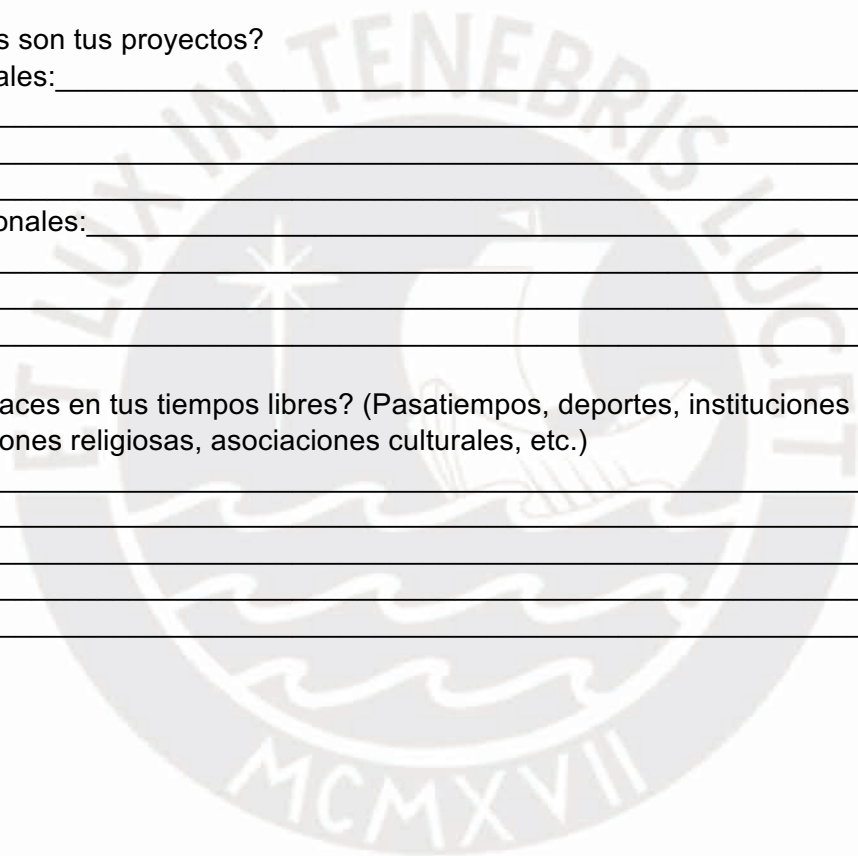 s son tus proyectos?
ales:
onales:
aces en tus tiempos libres? (Pasatiempos, deportes, instituciones
ones religiosas, asociaciones culturales, etc.)
ET LUX IN TENEBRIS LUCET
MCMXVII